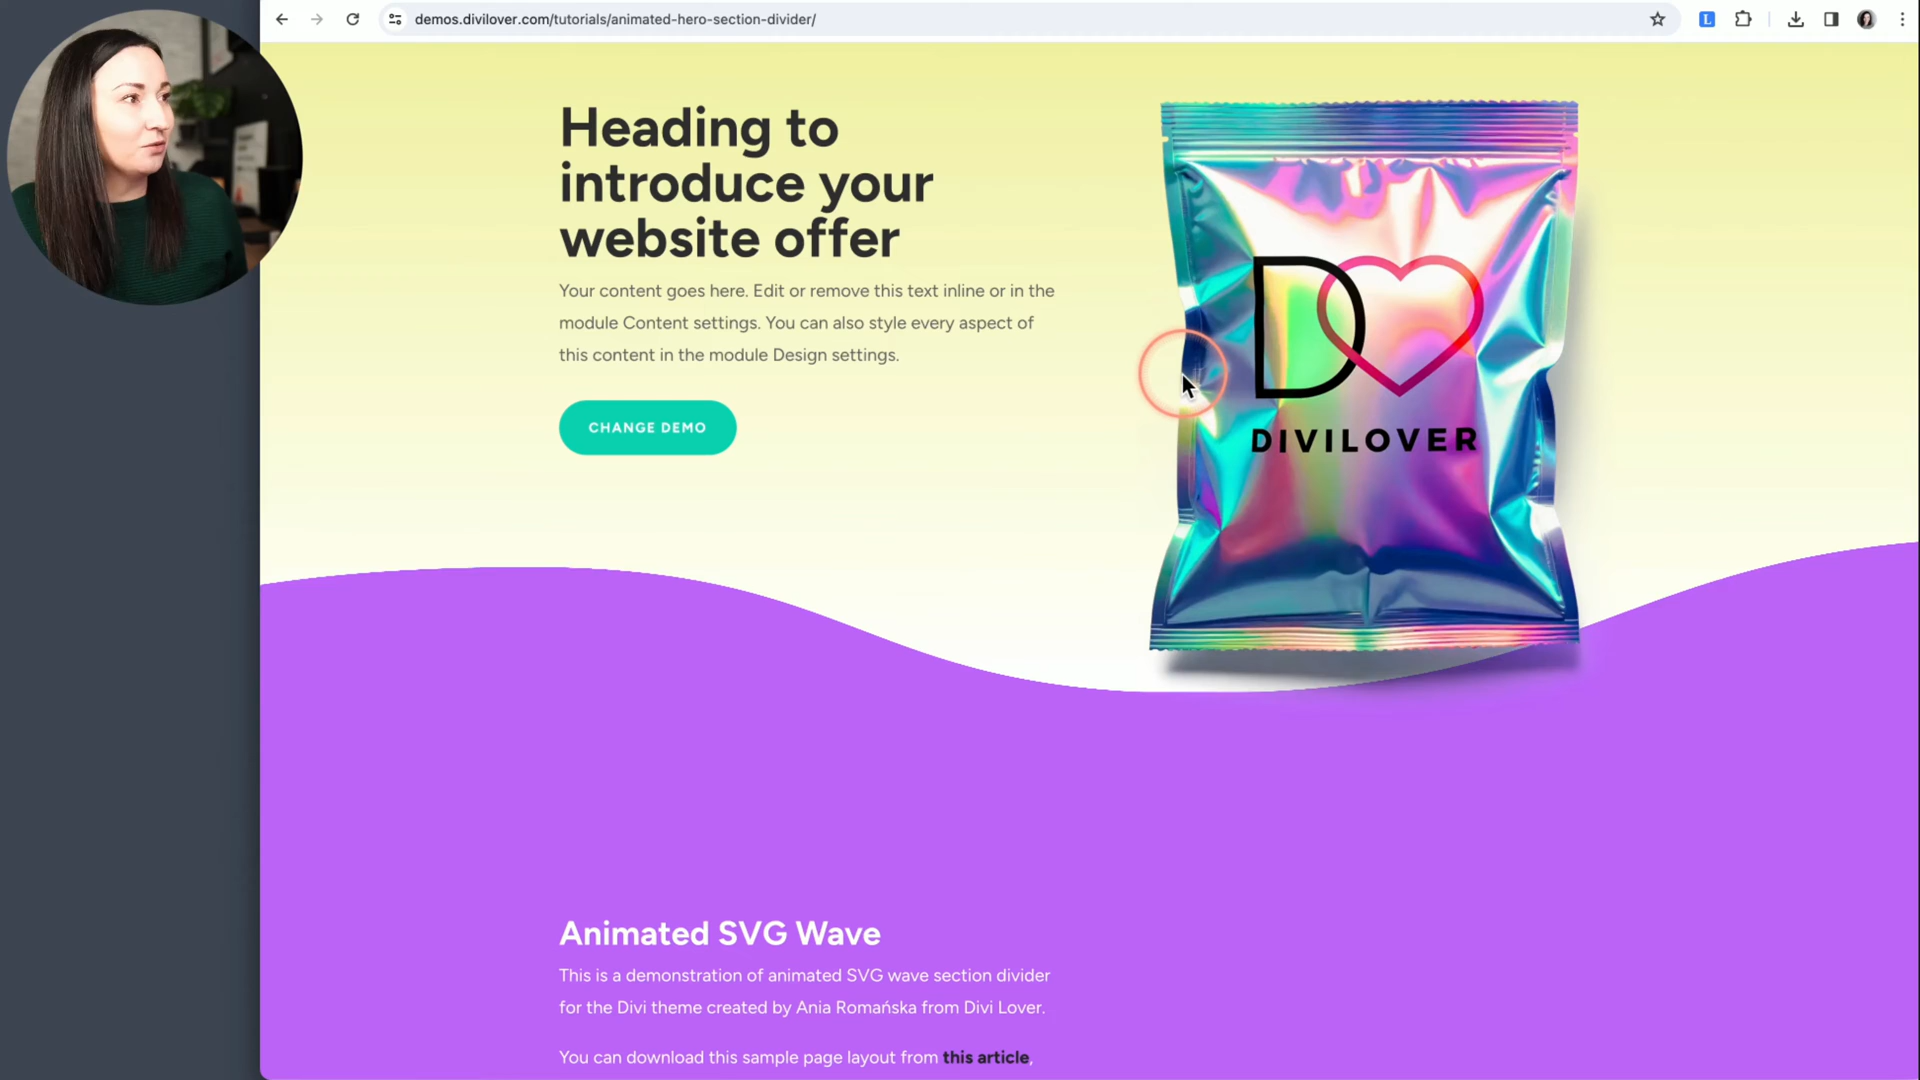 demos.divilover.com/tutorials/animated-hero-section-divider/
L
Heading to
introduce your
website offer
Your content goes here. Edit or remove this text inline or in the
module Content settings. You can also style every aspect of
this content in the module Design settings.
CHANGE DEMO
D
DIVILOVER
Animated SVG Wave
This is a demonstration of animated SVG wave section divider
for the Divi theme created by Ania Romańska from Divi Lover.
You can download this sample page layout from this article,